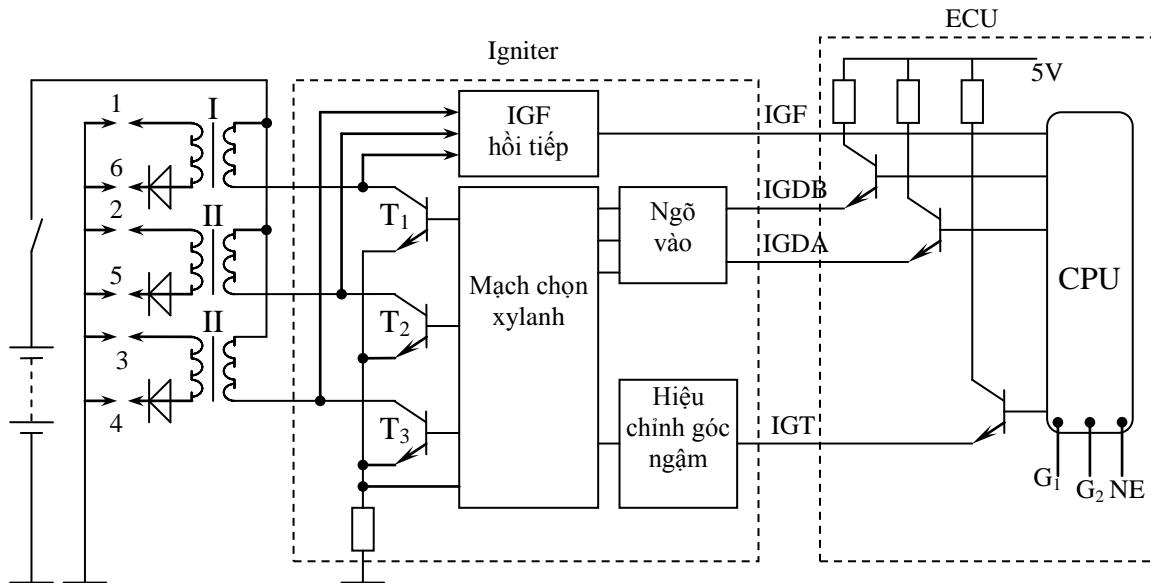 ECU
Igniter
5V
1
I
IGF
hồi tiếp
IGF
6
2
II
T1
Ngõ
vào
IGDB
IGDA
CPU
5
II
Mạch chọn
xylanh
T2
3
4
T3
Hiệu
chỉnh góc
ngậm
IGT
G1
G2
NE